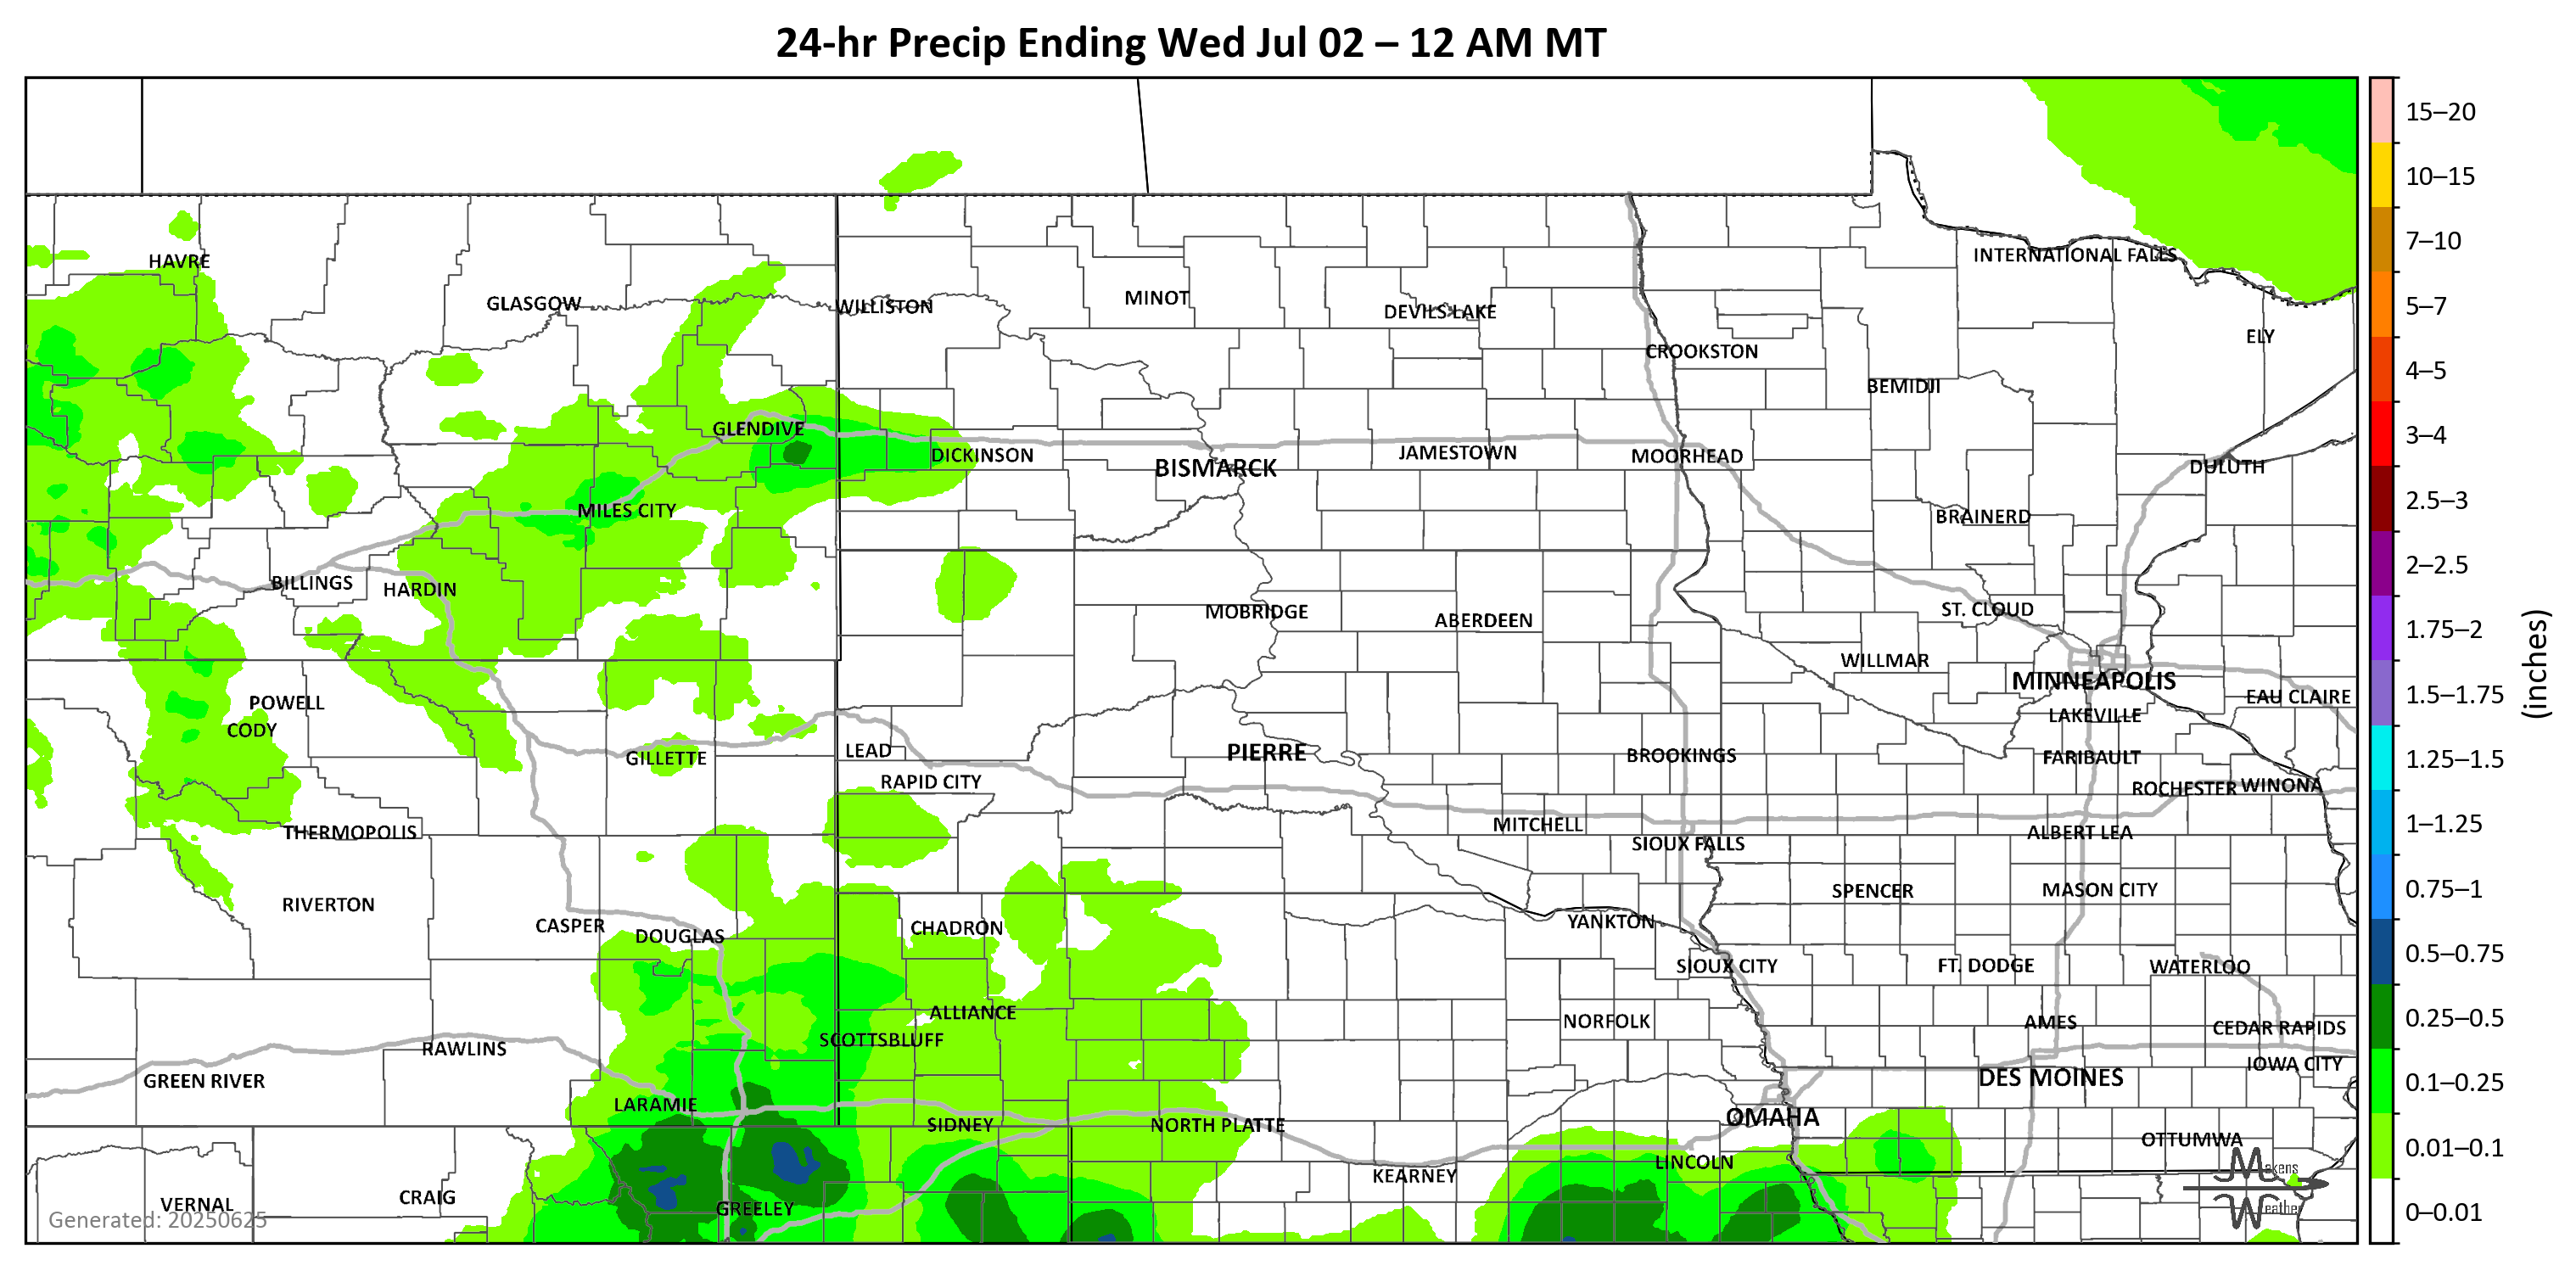 24-hr Precip Ending Wed Jul 02 – 12 AM MT
15–20
10–15
7–10
5–7
4–5
3–4
2.5–3
2–2.5
1.75–2
1.5–1.75
1.25–1.5
1–1.25
0.75–1
0.5–0.75
0.25–0.5
0.1–0.25
0.01–0.1
0–0.01
(inches)
HAVRE
INTERNATIONAL FALLS
GLASGOW
WILLISTON
MINOT
DEVILS LAKE
ELY
CROOKSTON
BEMIDJI
GLENDIVE
DICKINSON
BISMARCK
JAMESTOWN
MOORHEAD
DULUTH
MILES CITY
BRAINERD
BILLINGS
HARDIN
MOBRIDGE
ABERDEEN
ST. CLOUD
WILLMAR
MINNEAPOLIS
POWELL
EAU CLAIRE
CODY
LAKEVILLE
GILLETTE
LEAD
PIERRE
BROOKINGS
FARIBAULT
RAPID CITY
ROCHESTER
WINONA
THERMOPOLIS
MITCHELL
SIOUX FALLS
ALBERT LEA
RIVERTON
SPENCER
MASON CITY
CASPER
DOUGLAS
CHADRON
YANKTON
SIOUX CITY
FT. DODGE
WATERLOO
ALLIANCE
NORFOLK
AMES
CEDAR RAPIDS
SCOTTSBLUFF
RAWLINS
IOWA CITY
GREEN RIVER
DES MOINES
LARAMIE
SIDNEY
NORTH PLATTE
OMAHA
OTTUMWA
LINCOLN
KEARNEY
VERNAL
CRAIG
GREELEY
Makens
Weather
Generated: 20250625